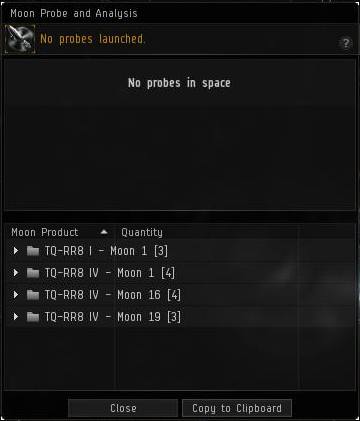 Moon Probe and Analysis
No probes launched.
?
No probes in space
Moon Product Quantity
TQ-RR8 I - Moon 1 [3]
TQ-RR8 IV - Moon 1 [4]
TQ-RR8 IV - Moon 16 [4]
TQ-RR8 IV - Moon 19 [3]
Close Copy to Clipboard